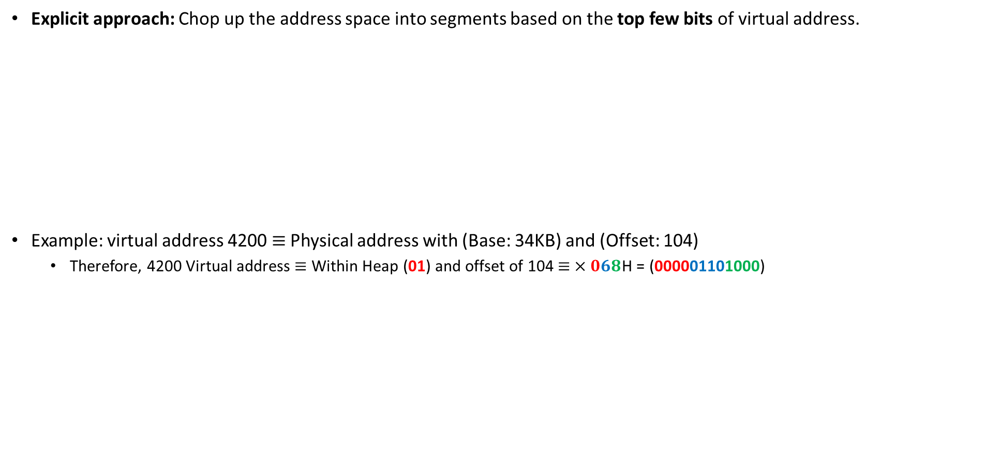 • Explicit approach: Chop up the address space into segments based on the top few bits of virtual address.
• Example: virtual address 4200 ≡ Physical address with (Base: 34KB) and (Offset: 104)
• Therefore, 4200 Virtual address ≡ Within Heap (01) and offset of 104 ≡ × 068H = (000001101000)